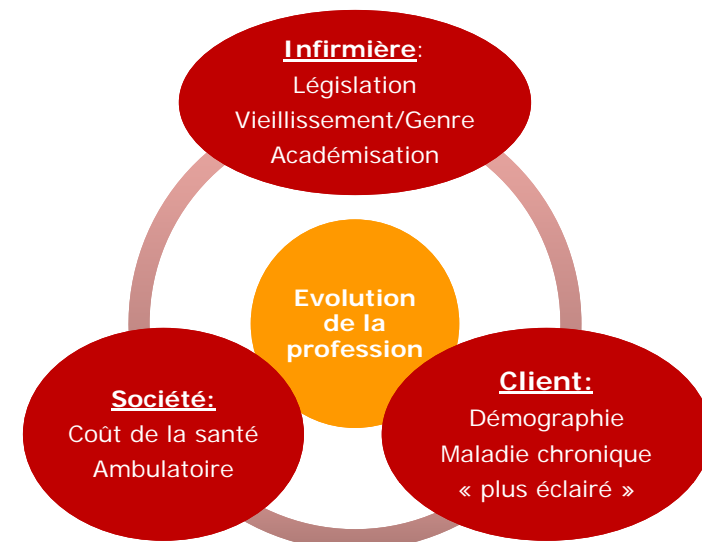 Infirmière:
Législation
Vieillissement/Genre
Académisation
Evolution
de la
profession
Société:
Coût de la santé
Ambulatoire
Client:
Démographie
Maladie chronique
« plus éclairé »